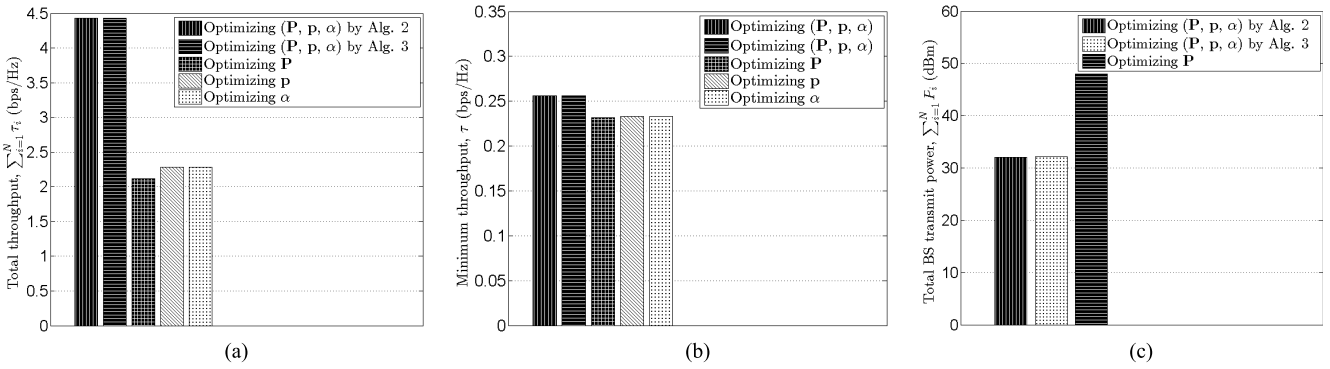 Total throughput, ∑_{i=1}^{N} τ_i (bps/Hz)
4.5
4
3.5
3
2.5
2
1.5
1
0.5
0
Optimizing (P, p, α) by Alg. 2
Optimizing (P, p, α) by Alg. 3
Optimizing P
Optimizing p
Optimizing α
(a)
Minimum throughput, τ (bps/Hz)
0.35
0.3
0.25
0.2
0.15
0.1
0.05
0
Optimizing (P, p, α)
Optimizing (P, p, α)
Optimizing P
Optimizing p
Optimizing α
(b)
Total BS transmit power, ∑_{i=1}^{N} P_i (dBm)
60
50
40
30
20
10
0
Optimizing (P, p, α) by Alg. 2
Optimizing (P, p, α) by Alg. 3
Optimizing P
(c)